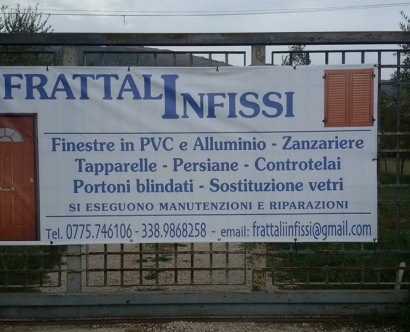 FRATTALI INFISSI
Finestre in PVC e Alluminio - Zanzariere
Tapparelle - Persiane - Controtelai
Portoni blindati - Sostituzione vetri
SI ESEGUONO MANUTENZIONI E RIPARAZIONI
Tel. 0775.746106 - 338.9868258 - email: frattaliinfissi@gmail.com